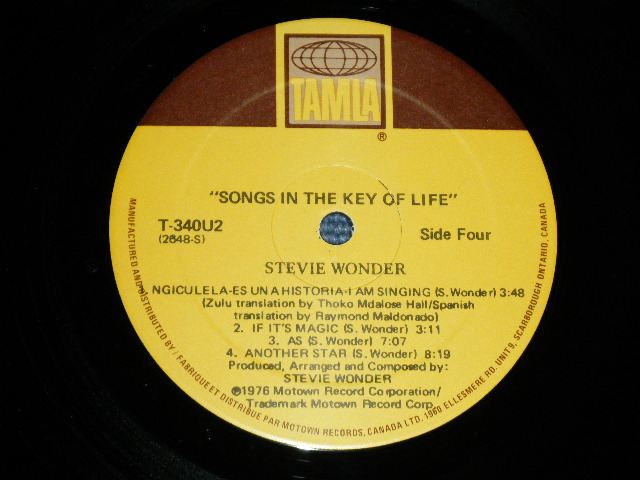 TAMLA
®
"SONGS IN THE KEY OF LIFE"
T-340U2
(2648-S)
Side Four
STEVIE WONDER
NGICULELA-ES UNA HISTORIA-I AM SINGING (S. Wonder) 3:48
(Zulu translation by Thoko Mdalose Hall/Spanish
translation by Raymond Maldonado)
2. IF IT'S MAGIC (S. Wonder) 3:11
3. AS (S. Wonder) 7:07
4. ANOTHER STAR (S. Wonder) 8:19
Produced, Arranged and Composed by:
STEVIE WONDER
℗1976 Motown Record Corporation/
Trademark Motown Record Corp.
MANUFACTURED AND DISTRIBUTED BY / FABRIQUE ET DISTRIBUE PAR MOTOWN RECORDS, CANADA LTD. 1960 ELLESMERE RD. UNIT 9, SCARBOROUGH ONTARIO, CANADA